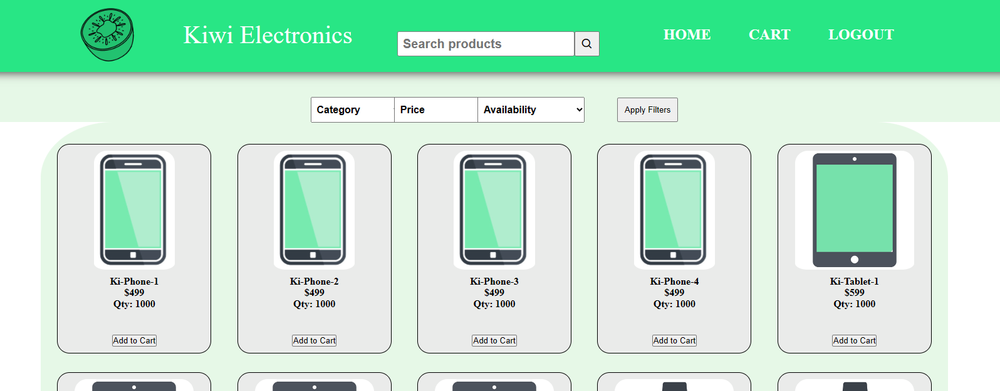 Kiwi Electronics
Search products
HOME CART LOGOUT
Category Price Availability
Apply Filters
Ki-Phone-1
$499
Qty: 1000
Add to Cart
Ki-Phone-2
$499
Qty: 1000
Add to Cart
Ki-Phone-3
$499
Qty: 1000
Add to Cart
Ki-Phone-4
$499
Qty: 1000
Add to Cart
Ki-Tablet-1
$599
Qty: 1000
Add to Cart